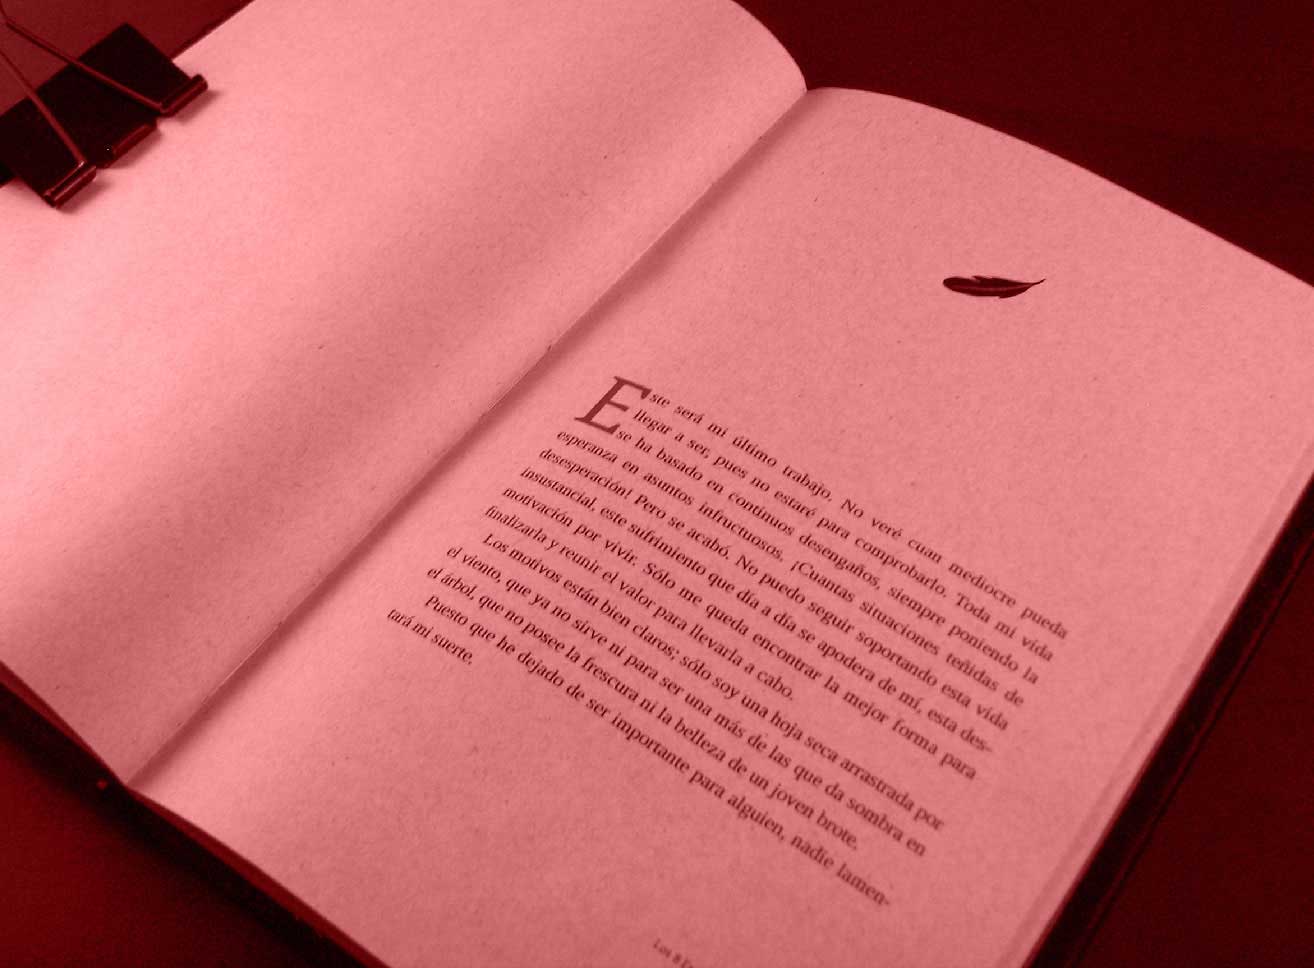 Este será mi último trabajo. No veré cuan mediocre pueda
llegar a ser, pues no estaré para comprobarlo. Toda mi vida
se ha basado en continuos desengaños, siempre poniendo la
esperanza en asuntos infructuosos. ¡Cuantas situaciones teñidas de
desesperación! Pero se acabó. No puedo seguir soportando esta vida
insustancial, este sufrimiento que día a día se apodera de mí, esta des-
motivación por vivir. Sólo me queda encontrar la mejor forma para
finalizarla y reunir el valor para llevarla a cabo.
Los motivos están bien claros; sólo soy una hoja seca arrastrada por
el viento, que ya no sirve ni para ser una más de las que da sombra en
el árbol, que no posee la frescura ni la belleza de un joven brote.
Puesto que he dejado de ser importante para alguien, nadie lamen-
tará mi suerte.
Los 8